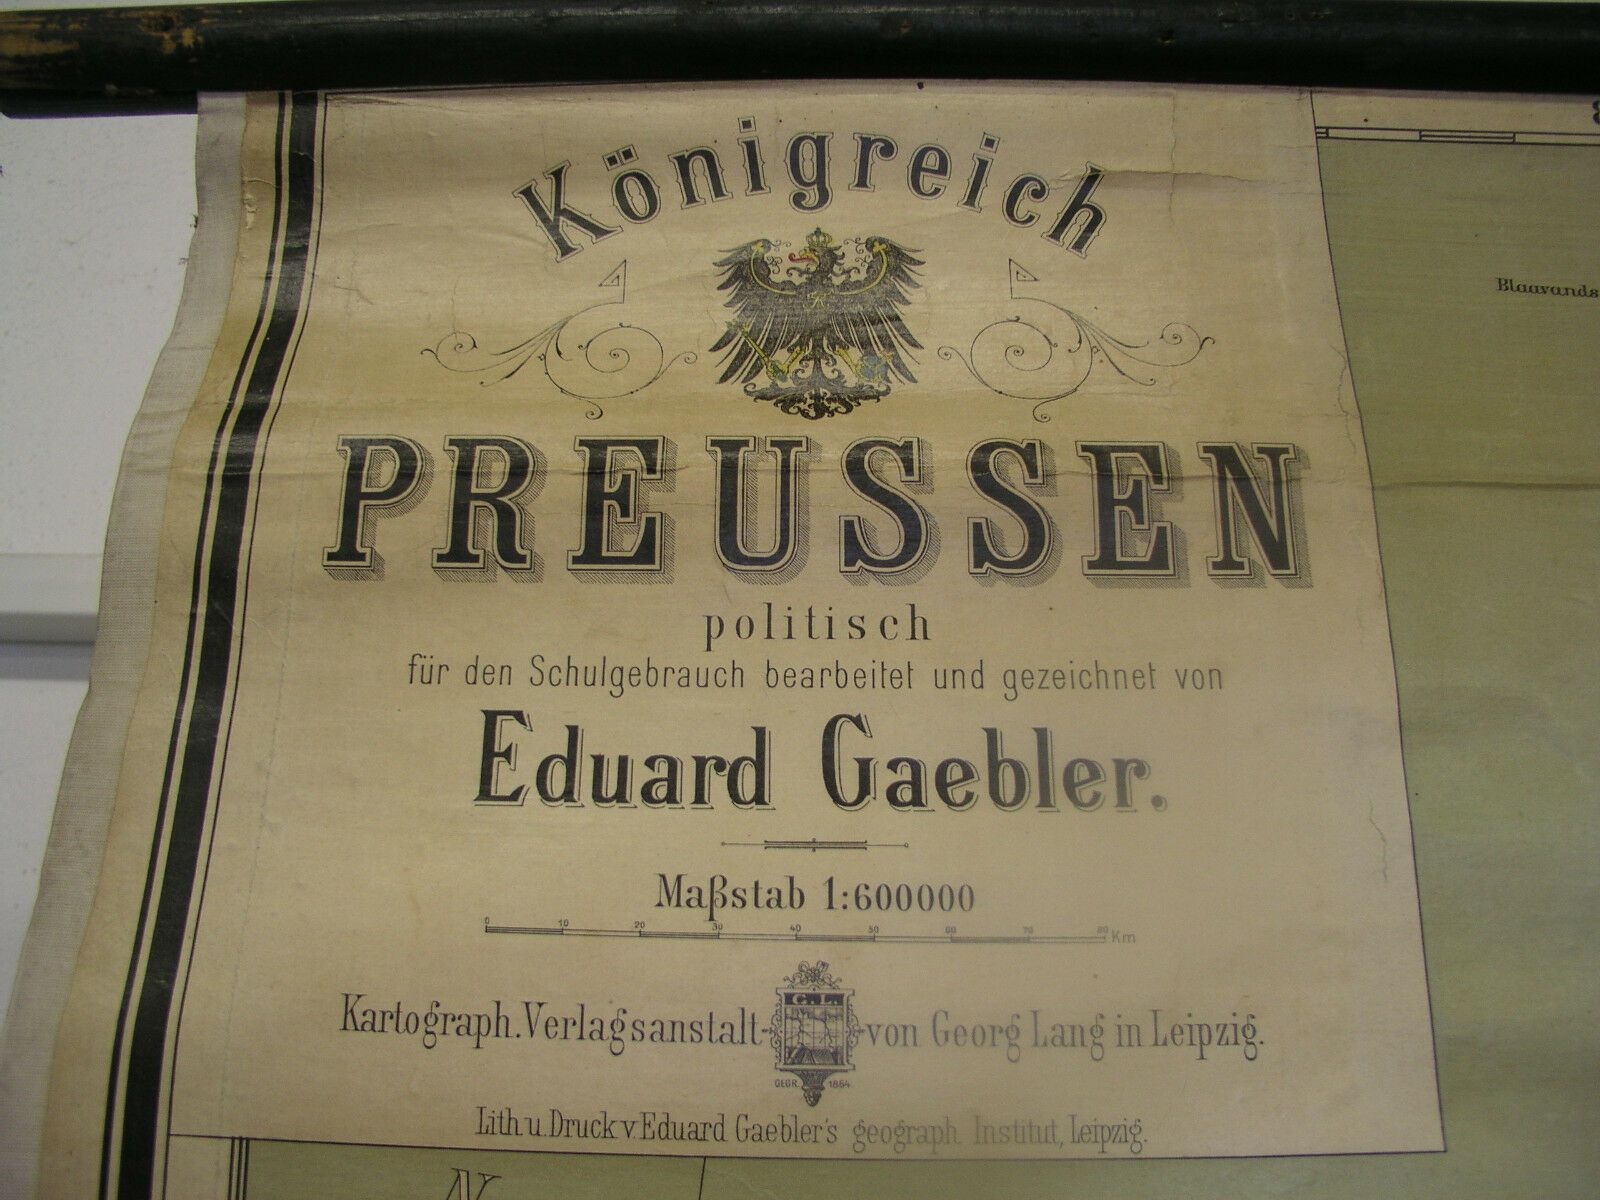 Königreich
PREUSSEN
politisch
für den Schulgebrauch bearbeitet und gezeichnet von
Eduard Gaebler.
Maßstab 1:600000
0 10 20 30 40 50 60 70 80 Km
G. L.
Kartograph. Verlagsanstalt von Georg Lang in Leipzig.
GEGR. 1864
Lith. u. Druck v. Eduard Gaebler's geograph. Institut, Leipzig.
Blaavands
N